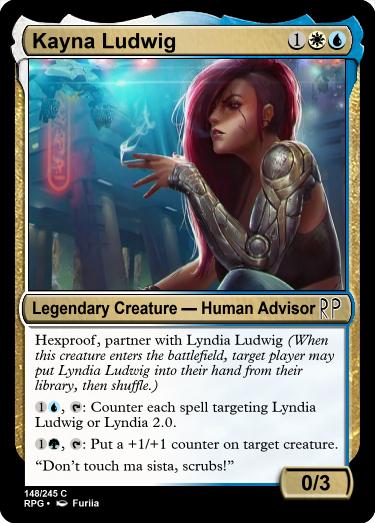 Kayna Ludwig 1
Legendary Creature — Human Advisor RP
Hexproof, partner with Lyndia Ludwig (When
this creature enters the battlefield, target player may
put Lyndia Ludwig into their hand from their
library, then shuffle.)
1, : Counter each spell targeting Lyndia
Ludwig or Lyndia 2.0.
1, : Put a +1/+1 counter on target creature.
“Don’t touch ma sista, scrubs!”
0/3
148/245 C
RPG • Furiia